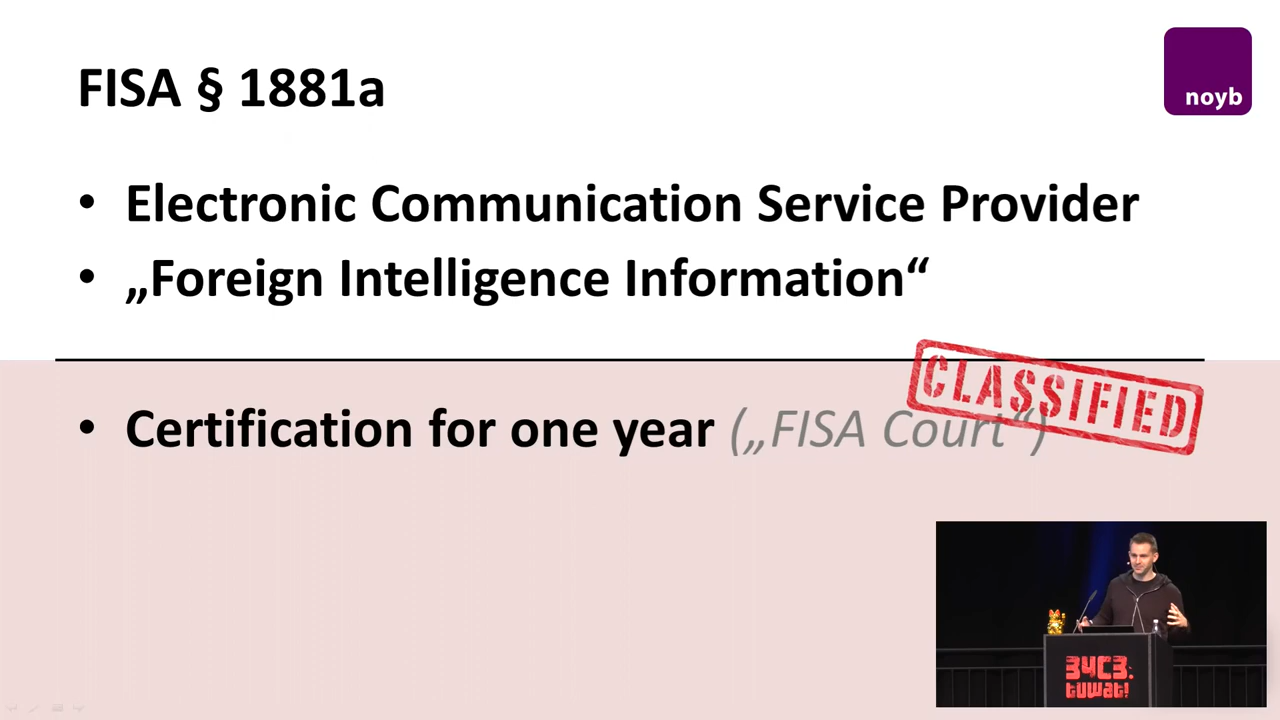 FISA § 1881a
noyb
• Electronic Communication Service Provider
• „Foreign Intelligence Information“
CLASSIFIED
• Certification for one year („FISA Court“)
34C3.
tuwat!